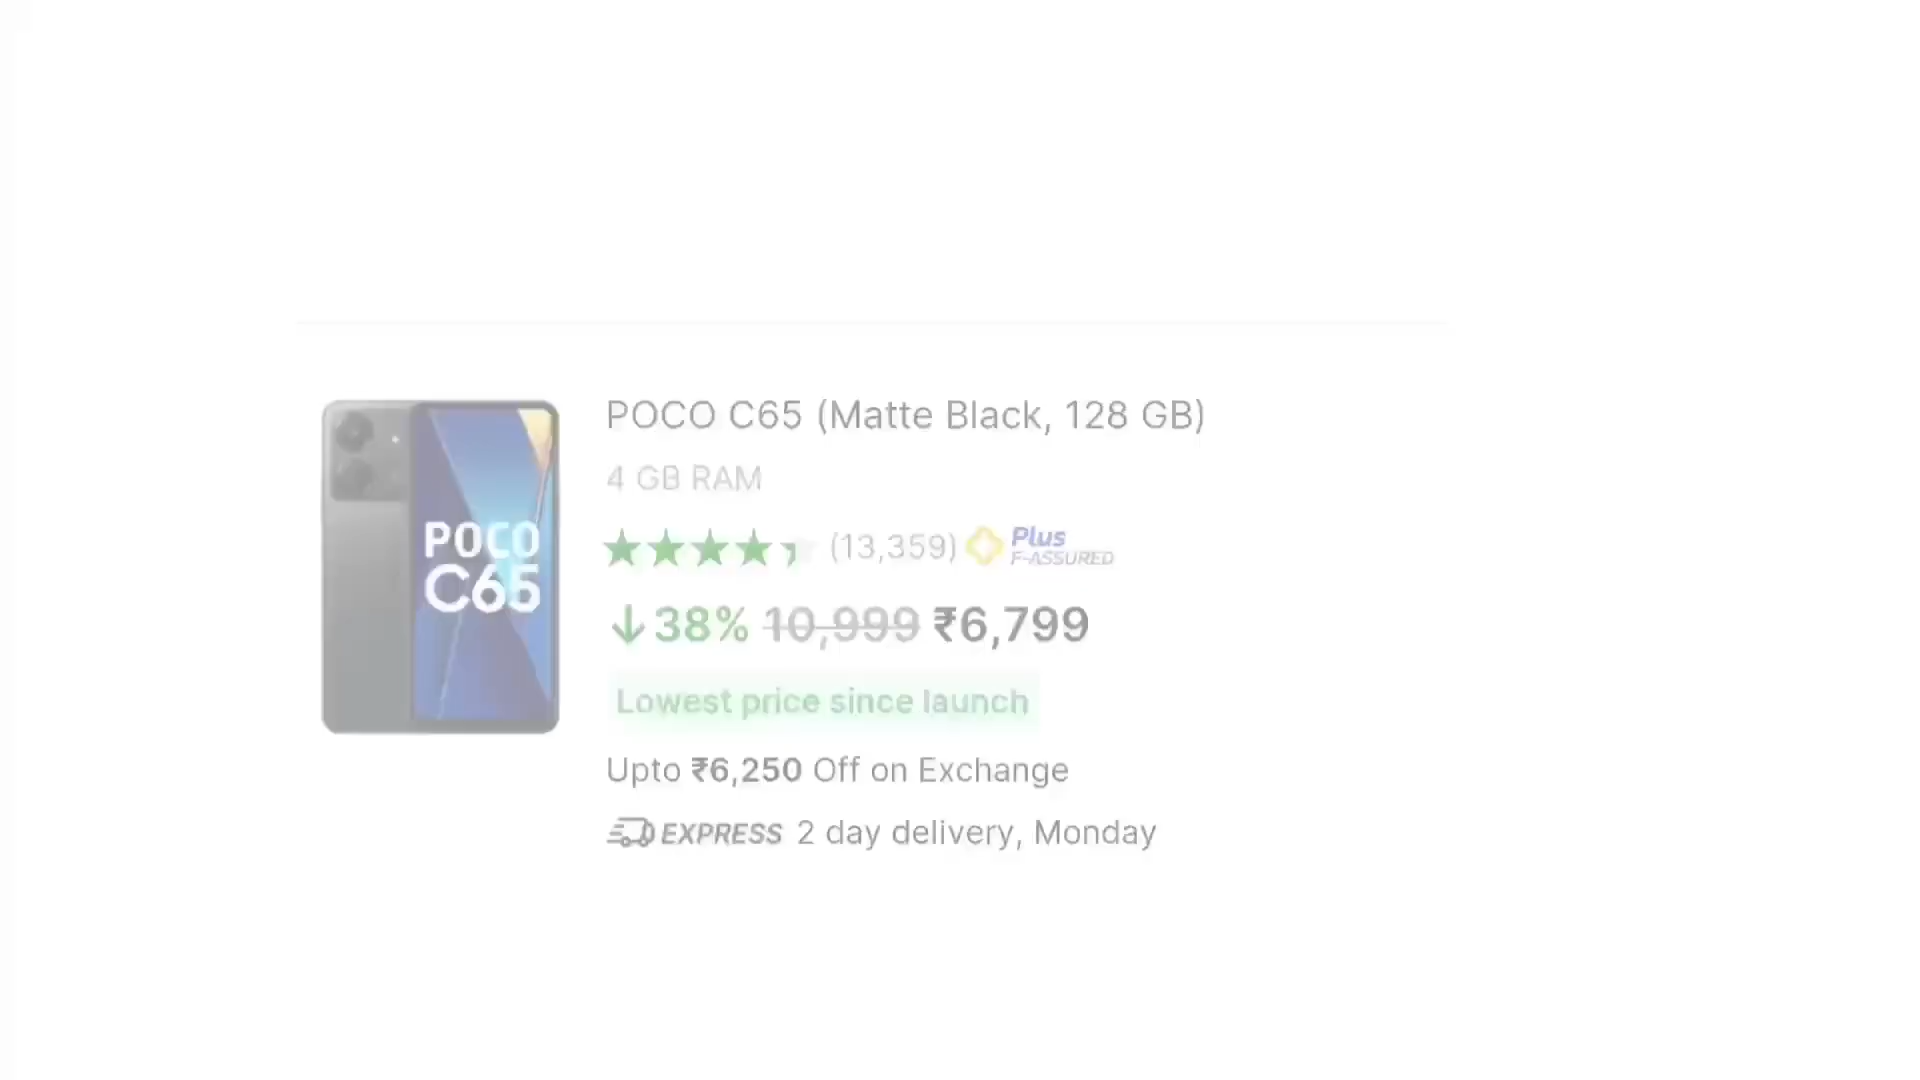 POCO C65 (Matte Black, 128 GB)
4 GB RAM
POCO
C65
(13,359) Plus
F-ASSURED
↓38% 10,999 ₹6,799
Lowest price since launch
Upto ₹6,250 Off on Exchange
EXPRESS 2 day delivery, Monday